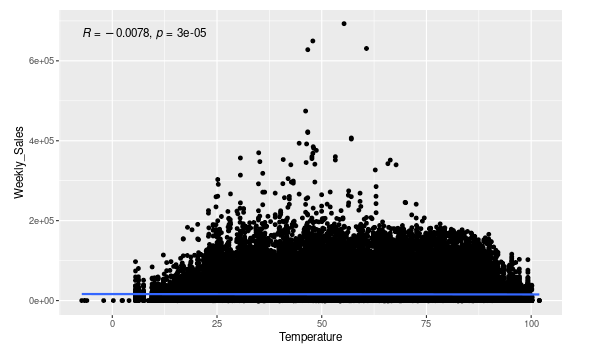 R = −0.0078, p = 3e-05
6e+05
4e+05
2e+05
0e+00
Weekly_Sales
0 25 50 75 100
Temperature